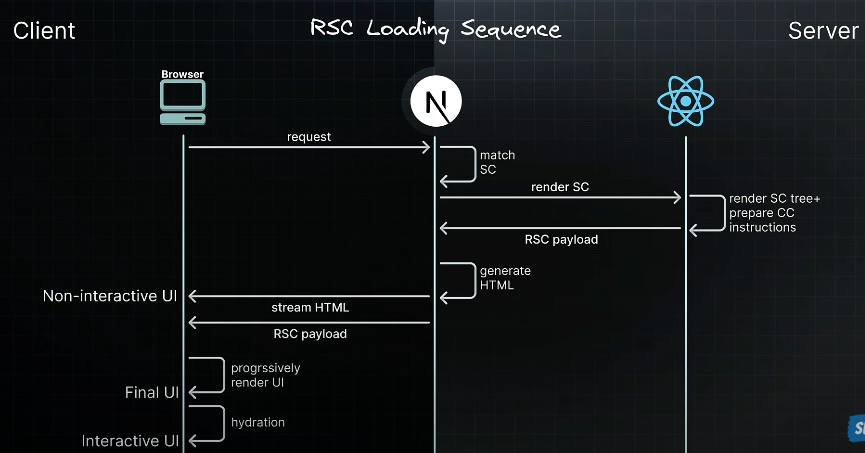 Client
RSC Loading Sequence
Server
Browser
N
request
match
SC
render SC
render SC tree+
prepare CC
instructions
RSC payload
generate
HTML
Non-interactive UI
stream HTML
RSC payload
progrssively
render UI
Final UI
hydration
Interactive UI